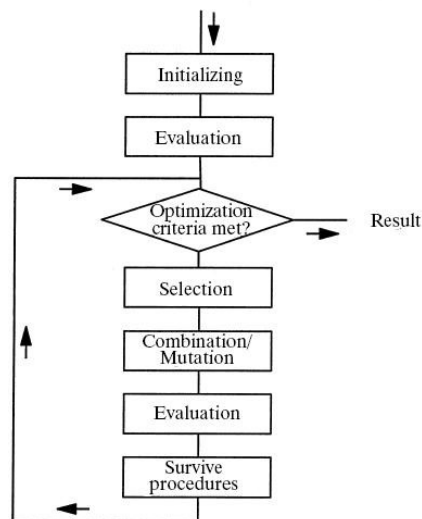 Initializing
Evaluation
Optimization
criteria met?
Result
Selection
Combination/
Mutation
Evaluation
Survive
procedures